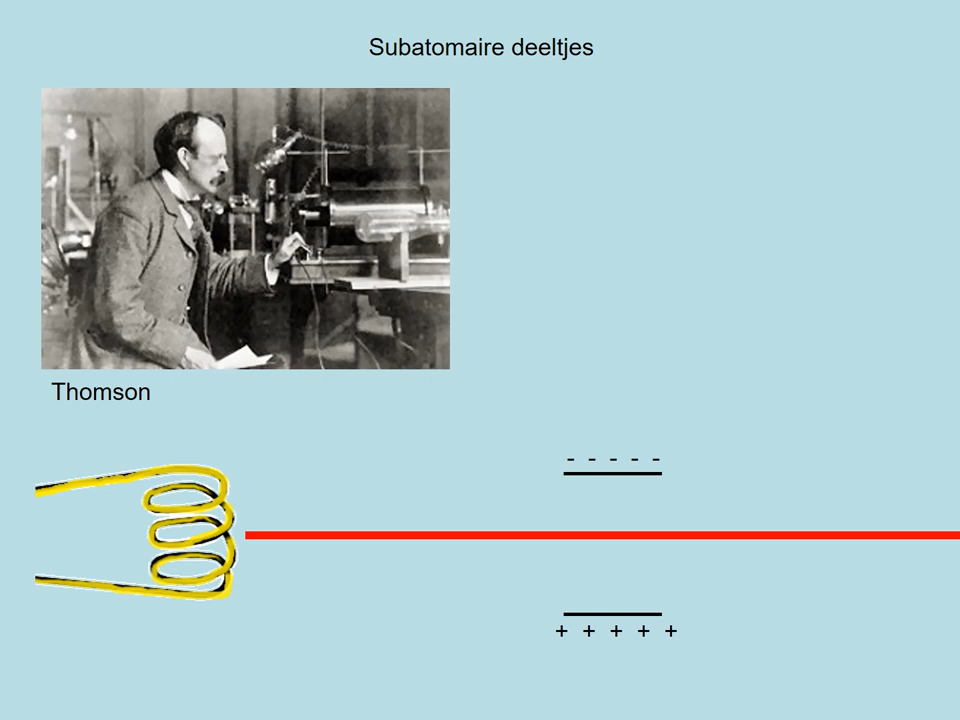 Subatomaire deeltjes
Thomson
- - - - -
+ + + + +